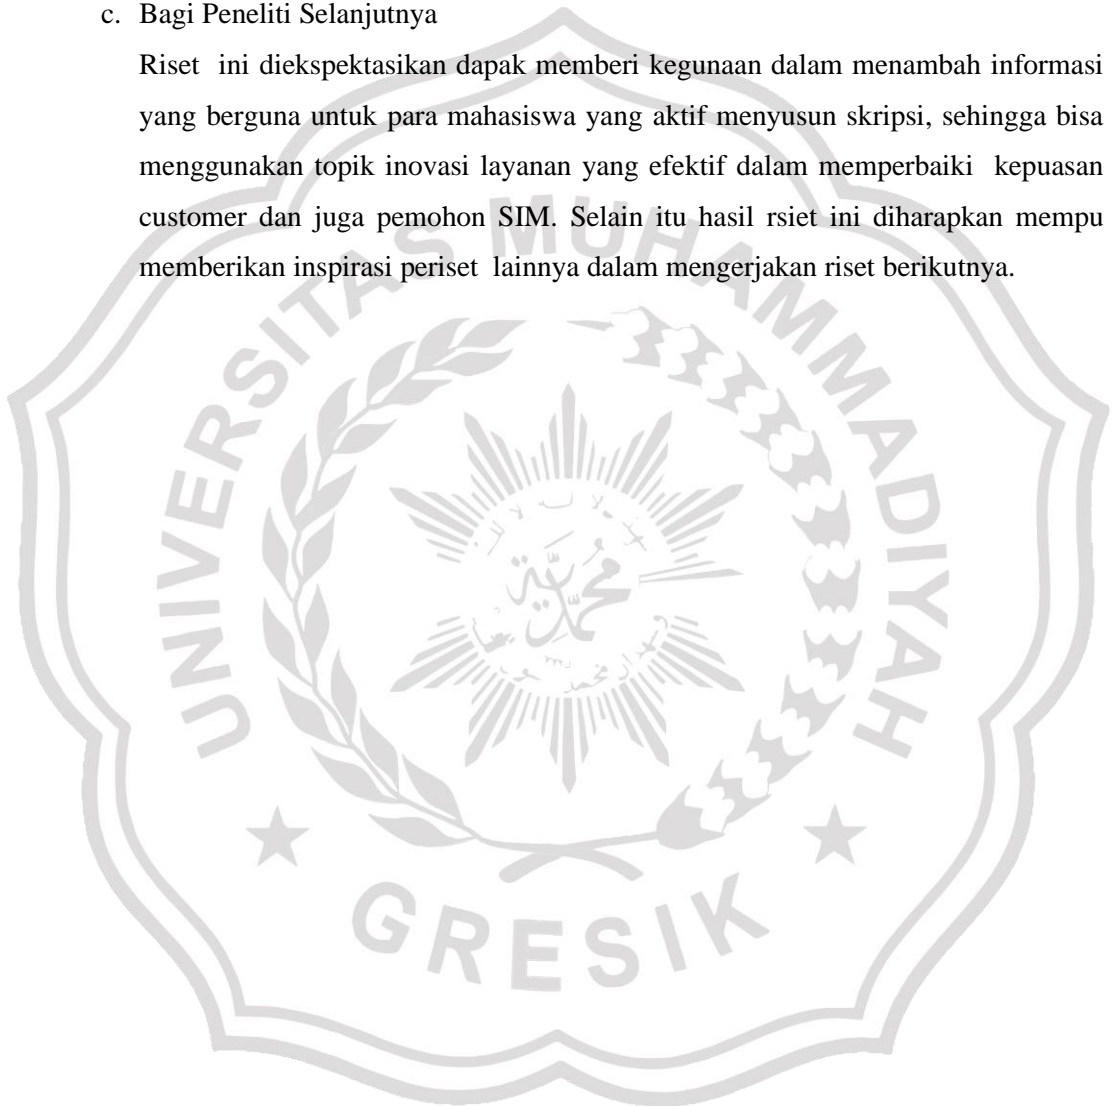 c. Bagi Peneliti Selanjutnya
Riset ini diekspektasikan dapak memberi kegunaan dalam menambah informasi
yang berguna untuk para mahasiswa yang aktif menyusun skripsi, sehingga bisa
menggunakan topik inovasi layanan yang efektif dalam memperbaiki kepuasan
customer dan juga pemohon SIM. Selain itu hasil rsiet ini diharapkan mempu
memberikan inspirasi periset lainnya dalam mengerjakan riset berikutnya.
UNIVERSITAS MUHAMMADIYAH
محمدية
GRESIK